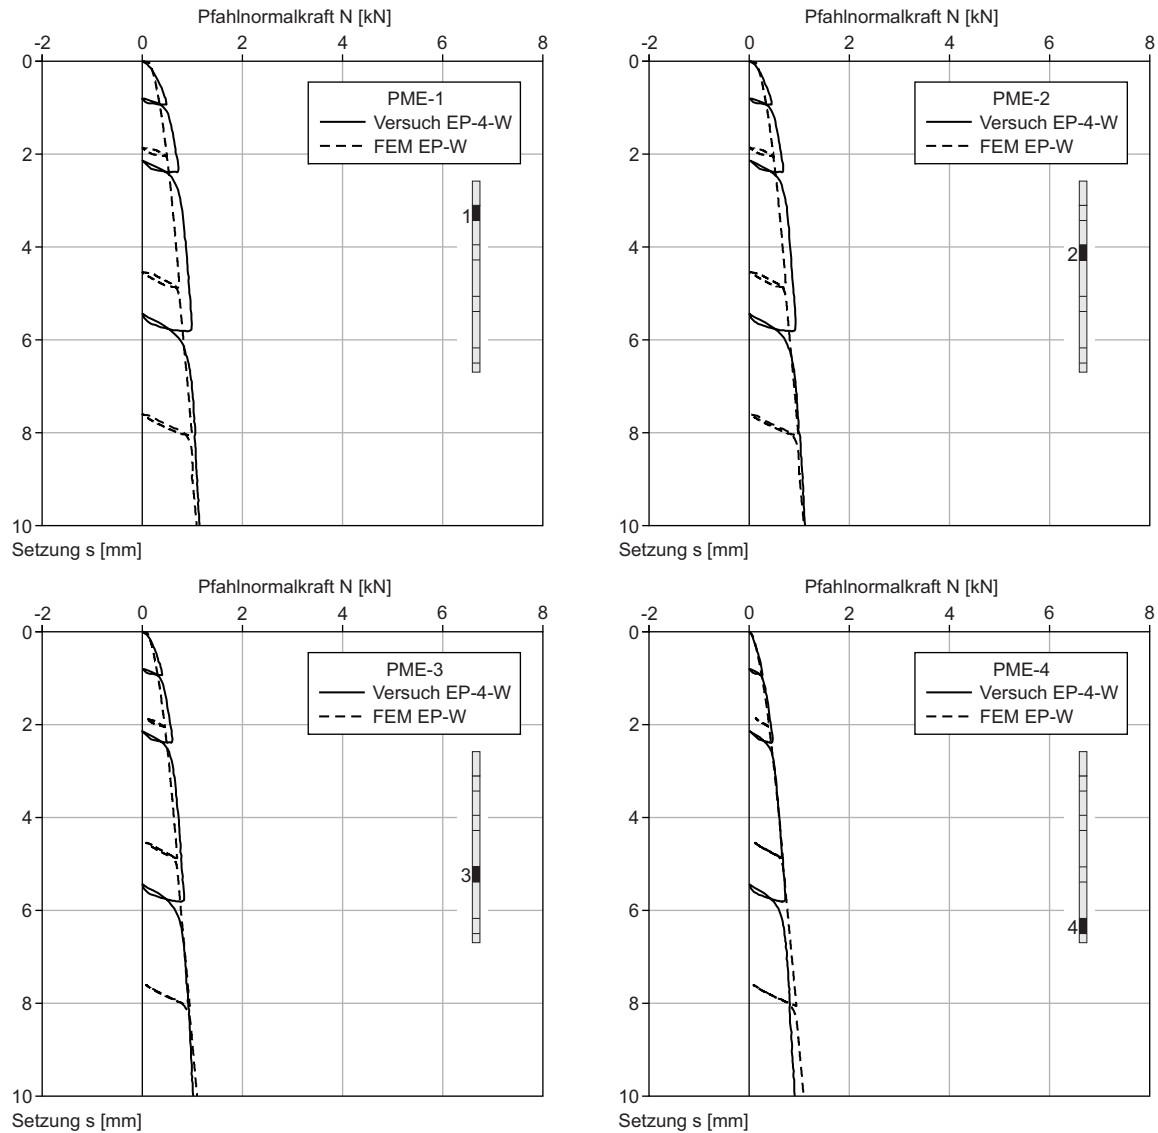 Pfahlnormalkraft N [kN]
-2 0 2 4 6 8
0
2
4
6
8
10
PME-1
Versuch EP-4-W
FEM EP-W
1
Setzung s [mm]
Pfahlnormalkraft N [kN]
-2 0 2 4 6 8
0
2
4
6
8
10
PME-2
Versuch EP-4-W
FEM EP-W
2
Setzung s [mm]
Pfahlnormalkraft N [kN]
-2 0 2 4 6 8
0
2
4
6
8
10
PME-3
Versuch EP-4-W
FEM EP-W
3
Setzung s [mm]
Pfahlnormalkraft N [kN]
-2 0 2 4 6 8
0
2
4
6
8
10
PME-4
Versuch EP-4-W
FEM EP-W
4
Setzung s [mm]